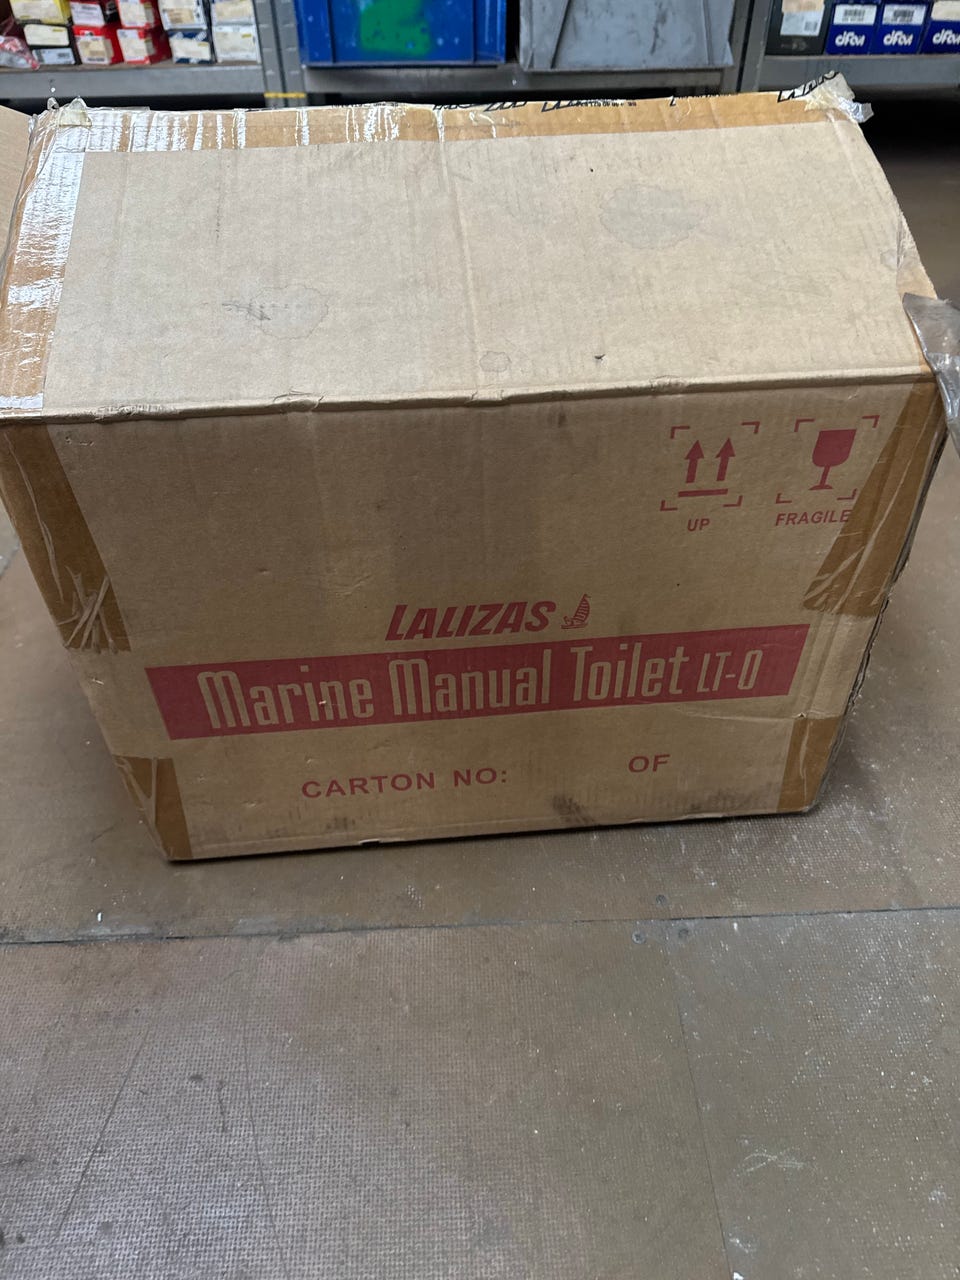 UP
FRAGILE
LALIZAS
Marine Manual Toilet LT-0
CARTON NO: OF